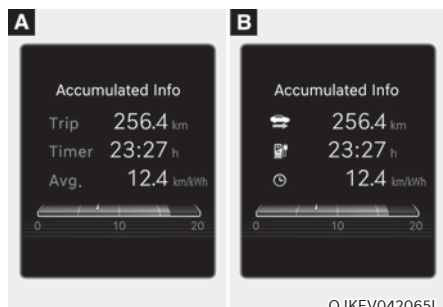 A
Accumulated Info
Trip 256.4 km
Timer 23:27 h
Avg. 12.4 km/kWh
0 10 20
B
Accumulated Info
256.4 km
23:27 h
12.4 km/kWh
0 10 20
OJKEV042065L